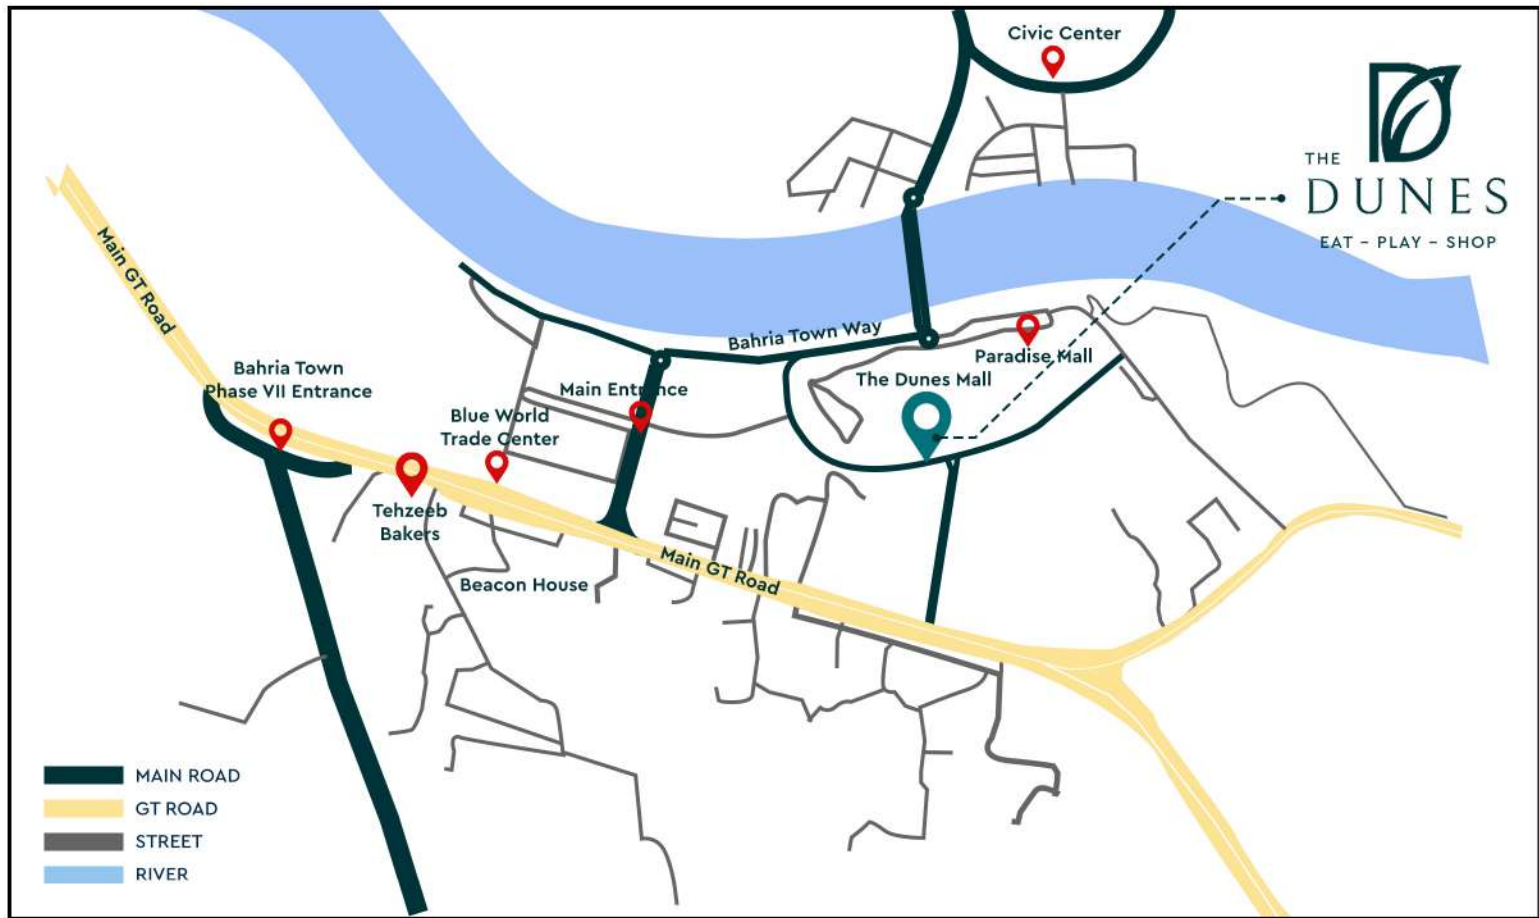 Civic Center
THE
DUNES
EAT – PLAY – SHOP
Main GT Road
Bahria Town Way
Paradise Mall
Bahria Town
Phase VII Entrance
The Dunes Mall
Main Entrance
Blue World
Trade Center
Tehzeeb
Bakers
Main GT Road
Beacon House
MAIN ROAD
GT ROAD
STREET
RIVER